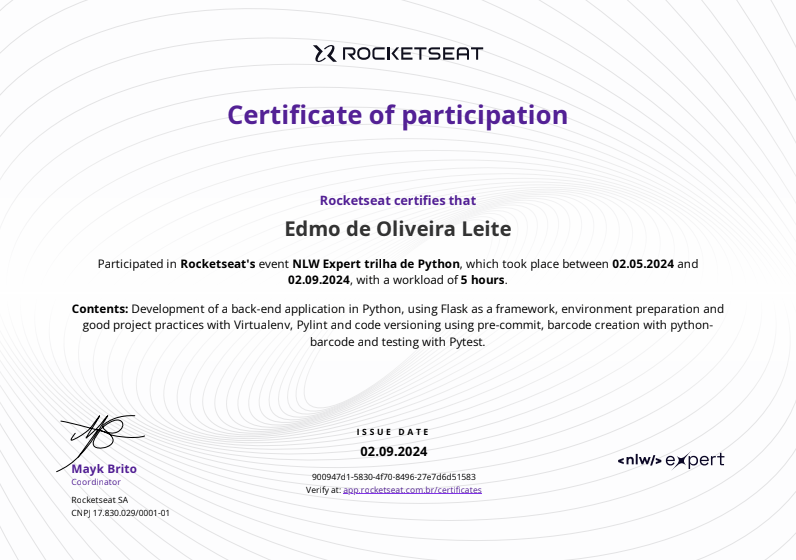 ROCKETSEAT
Certificate of participation
Rocketseat certifies that
Edmo de Oliveira Leite
Participated in Rocketseat's event NLW Expert trilha de Python, which took place between 02.05.2024 and
02.09.2024, with a workload of 5 hours.
Contents: Development of a back-end application in Python, using Flask as a framework, environment preparation and
good project practices with Virtualenv, Pylint and code versioning using pre-commit, barcode creation with python-
barcode and testing with Pytest.
Mayk Brito
Coordinator
Rocketseat SA
CNPJ 17.830.029/0001-01
ISSUE DATE
02.09.2024
900947d1-5830-4f70-8496-27e7d6d51583
Verify at: app.rocketseat.com.br/certificates
<nlw/> expert